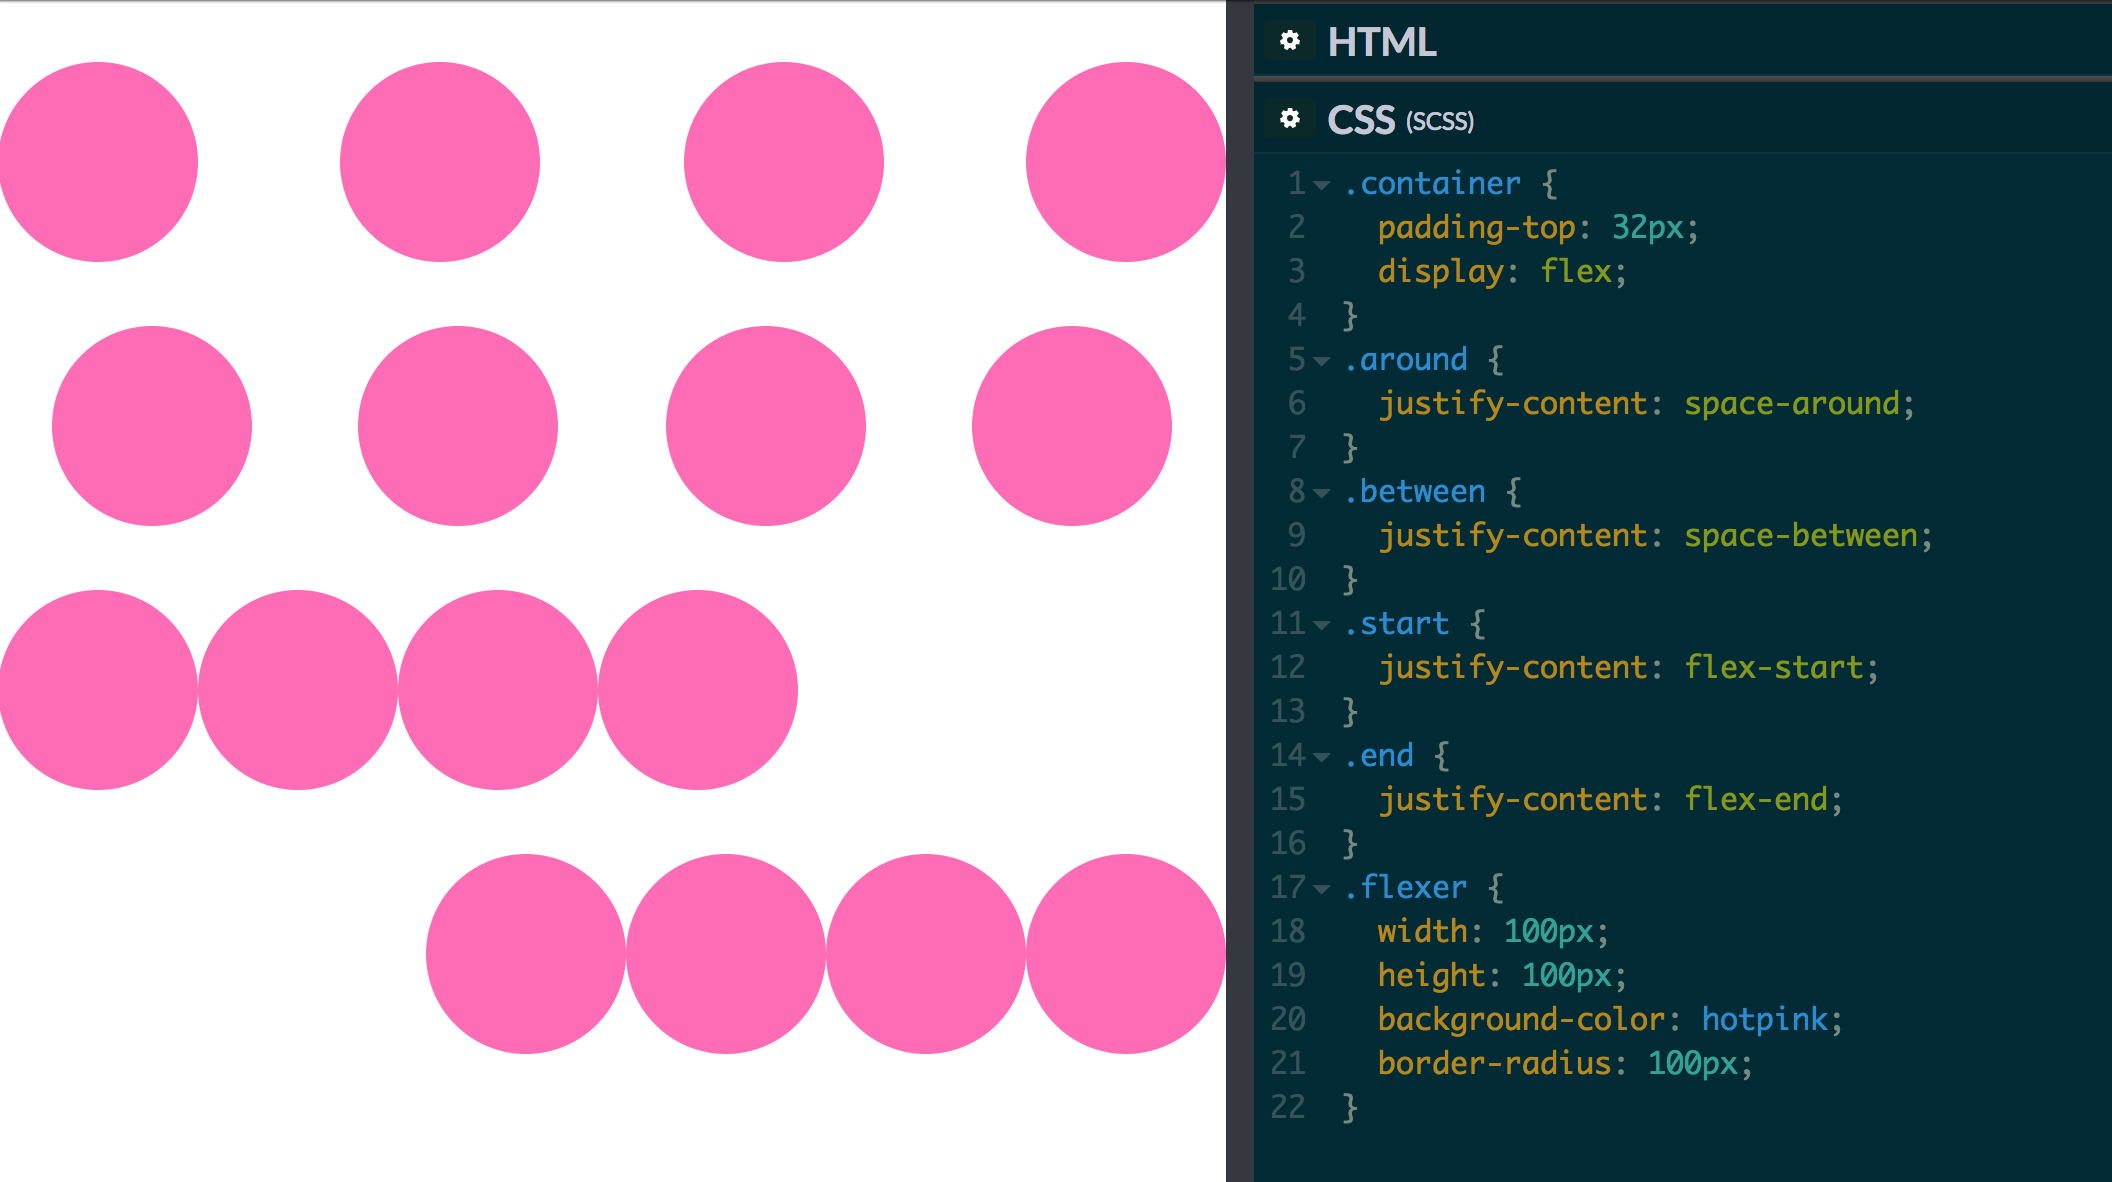 HTML
CSS (SCSS)
1 .container {
2 padding-top: 32px;
3 display: flex;
4 }
5 .around {
6 justify-content: space-around;
7 }
8 .between {
9 justify-content: space-between;
10 }
11 .start {
12 justify-content: flex-start;
13 }
14 .end {
15 justify-content: flex-end;
16 }
17 .flexer {
18 width: 100px;
19 height: 100px;
20 background-color: hotpink;
21 border-radius: 100px;
22 }